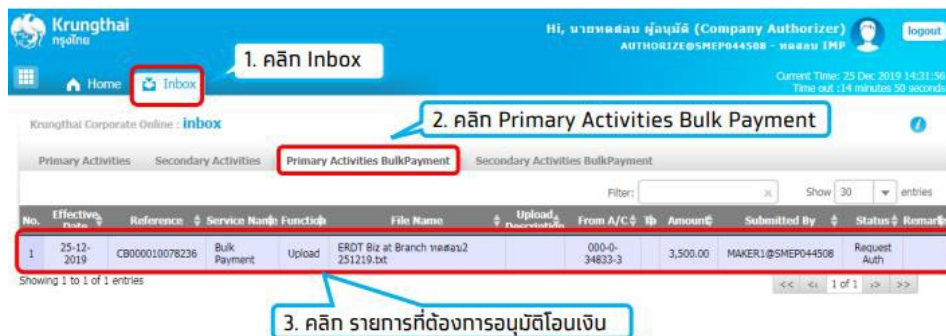 Krungthai
กรุงไทย
Hi, นายทดสอบ ผู้อนุมัติ (Company Authorizer)
AUTHORIZE@SMEP044508 - ทดสอบ IMP
logout
1. คลิก Inbox
Home
Inbox
Current Time: 25 Dec 2019 14:31:56
Time out :14 minutes 50 seconds
Krungthai Corporate Online : inbox
2. คลิก Primary Activities Bulk Payment
Primary Activities Secondary Activities Primary Activities BulkPayment Secondary Activities BulkPayment
Filter: Show 30 entries
No. Effective Date Reference Service Name Function File Name Upload Description From A/C To Amount Submitted By Status Remark
1 25-12-2019 CB000010078236 Bulk Payment Upload ERDT Biz at Branch ทดสอบ2 251219.txt 000-0-34833-3 3,500.00 MAKER1@SMEP044508 Request Auth
Showing 1 to 1 of 1 entries
<< <‹ 1 of 1 ›> >>
3. คลิก รายการที่ต้องการอนุมัติโอนเงิน